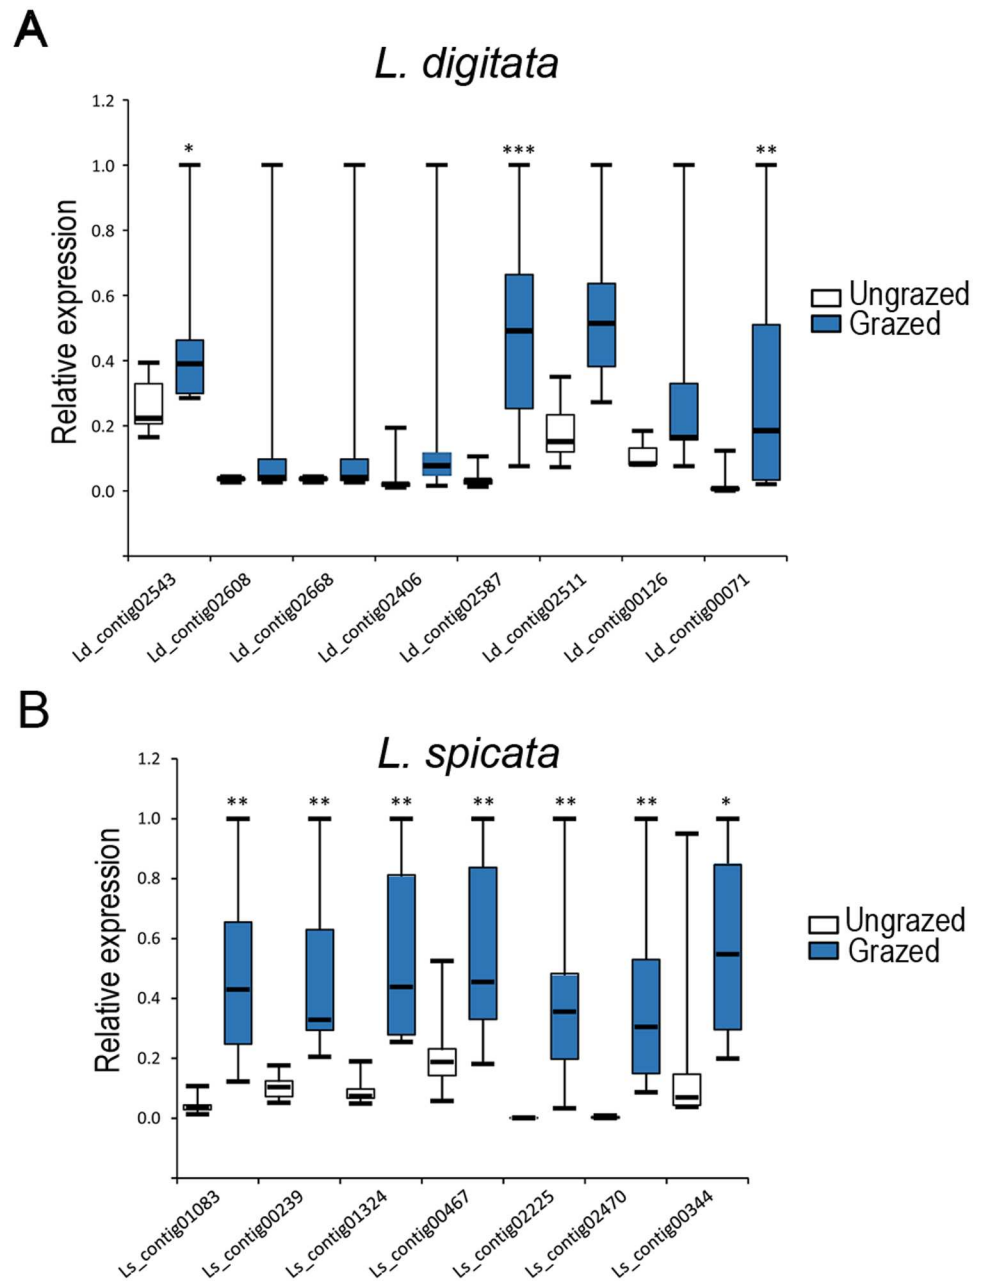 A
L. digitata
Relative expression
1.2
1.0
0.8
0.6
0.4
0.2
0.0
*
***
**
Ungrazed
Grazed
Ld_contig02543
Ld_contig02608
Ld_contig02668
Ld_contig02406
Ld_contig02587
Ld_contig02511
Ld_contig00126
Ld_contig00071
B
L. spicata
Relative expression
1.2
1.0
0.8
0.6
0.4
0.2
0.0
** ** ** ** ** ** *
Ungrazed
Grazed
Ls_contig01083
Ls_contig00239
Ls_contig01324
Ls_contig00467
Ls_contig02225
Ls_contig02470
Ls_contig00344